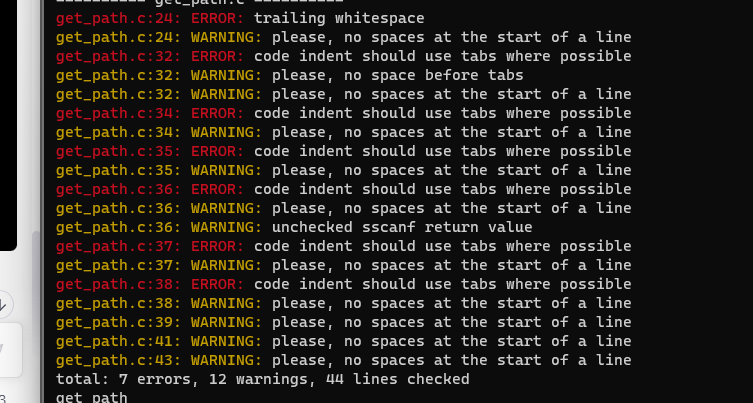 ---------- get_path.c ----------
get_path.c:24: ERROR: trailing whitespace
get_path.c:24: WARNING: please, no spaces at the start of a line
get_path.c:32: ERROR: code indent should use tabs where possible
get_path.c:32: WARNING: please, no space before tabs
get_path.c:32: WARNING: please, no spaces at the start of a line
get_path.c:34: ERROR: code indent should use tabs where possible
get_path.c:34: WARNING: please, no spaces at the start of a line
get_path.c:35: ERROR: code indent should use tabs where possible
get_path.c:35: WARNING: please, no spaces at the start of a line
get_path.c:36: ERROR: code indent should use tabs where possible
get_path.c:36: WARNING: please, no spaces at the start of a line
get_path.c:36: WARNING: unchecked sscanf return value
get_path.c:37: ERROR: code indent should use tabs where possible
get_path.c:37: WARNING: please, no spaces at the start of a line
get_path.c:38: ERROR: code indent should use tabs where possible
get_path.c:38: WARNING: please, no spaces at the start of a line
get_path.c:39: WARNING: please, no spaces at the start of a line
get_path.c:41: WARNING: please, no spaces at the start of a line
get_path.c:43: WARNING: please, no spaces at the start of a line
total: 7 errors, 12 warnings, 44 lines checked
get_path
3